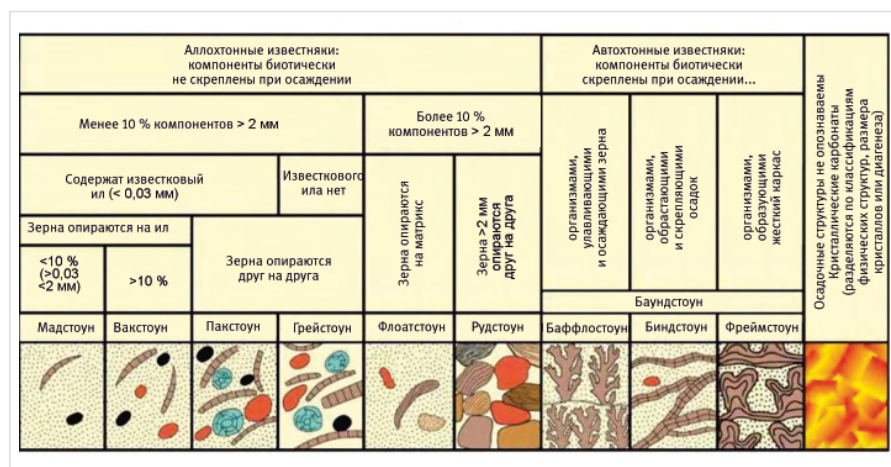 Аллохтонные известняки:
компоненты биотически
не скреплены при осаждении
Автохтонные известняки:
компоненты биотически
скреплены при осаждении...
Менее 10 % компонентов > 2 мм
Более 10 %
компонентов > 2 мм
Содержат известковый
ил (< 0,03 мм)
Известкового
ила нет
Зерна опираются на ил
<10 %
(>0,03
<2 мм)
>10 %
Зерна опираются
друг на друга
Зерна опираются
на матрикс
Зерна >2 мм
опираются
друг на друга
организмами,
улавливающими
и осаждающими зерна
организмами,
обрастающими
и скрепляющими
осадок
организмами,
образующими
жесткий каркас
Баундстоун
Осадочные структуры не опознаваемы
Кристаллические карбонаты
(разделяются по классификациям
физических структур, размера
кристаллов или диагенеза)
Мадстоун
Вакстоун
Пакстоун
Грейстоун
Флоатстоун
Рудстоун
Баффлостоун
Биндстоун
Фреймстоун